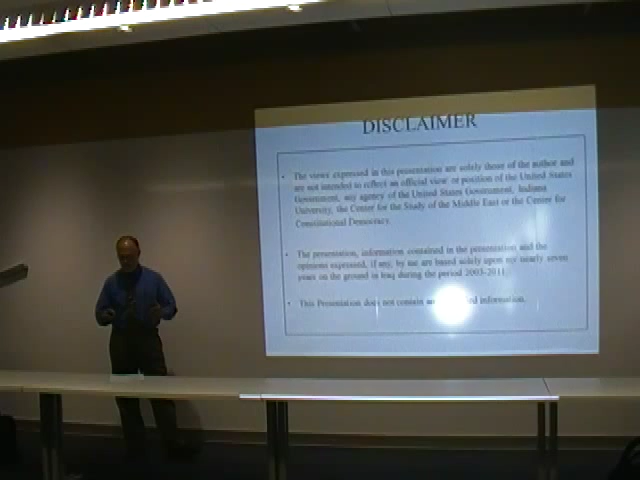 DISCLAIMER
The views expressed in this presentation are solely those of the author and
are not intended to reflect an official view or position of the United States
Government, any agency of the United States Government, Indiana
University, the Center for the Study of the Middle East or the Center for
Constitutional Democracy.
The presentation, information contained in the presentation and the
opinions expressed, if any, by me are based solely upon my nearly seven
years on the ground in Iraq during the period 2003-2011.
This Presentation does not contain information.